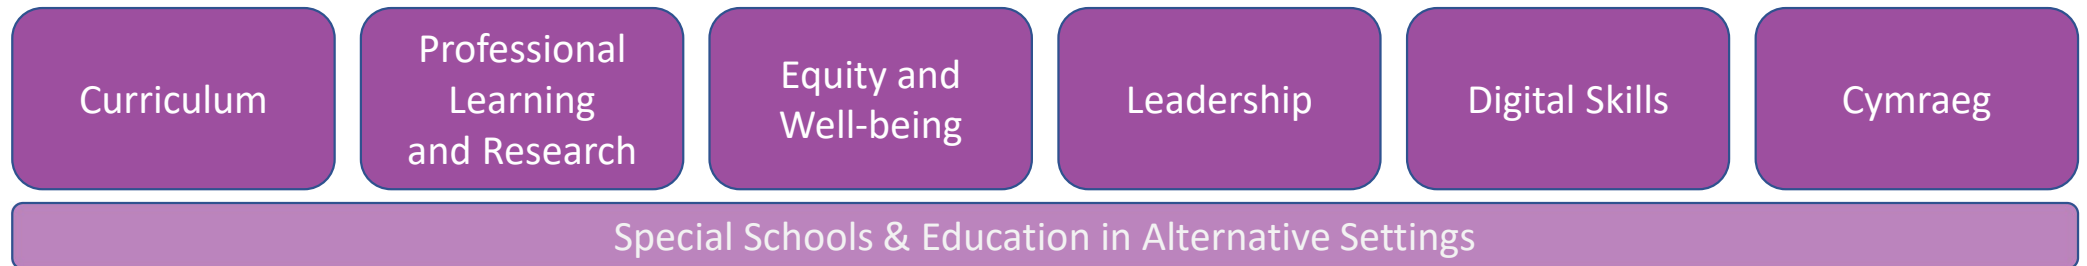 Curriculum
Professional
Learning
and Research
Equity and
Well-being
Leadership
Digital Skills
Cymraeg
Special Schools & Education in Alternative Settings